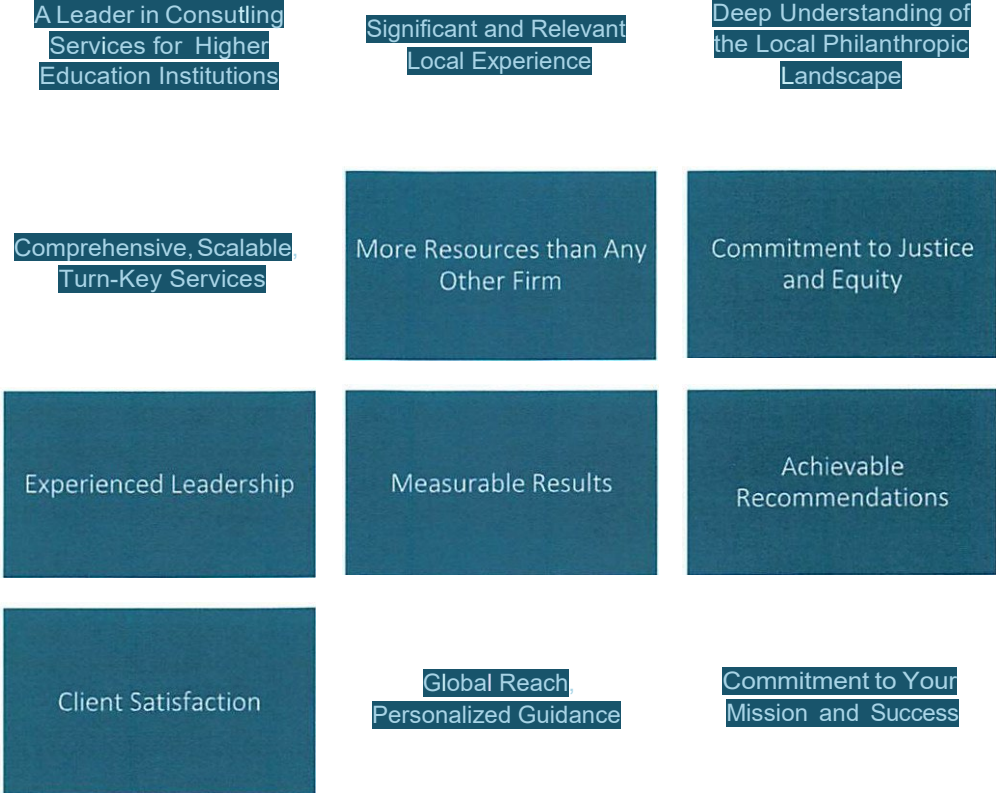 A Leader in Consutling
Services for Higher
Education Institutions
Significant and Relevant
Local Experience
Deep Understanding of
the Local Philanthropic
Landscape
Comprehensive, Scalable,
Turn-Key Services
More Resources than Any
Other Firm
Commitment to Justice
and Equity
Experienced Leadership
Measurable Results
Achievable
Recommendations
Client Satisfaction
Global Reach,
Personalized Guidance
Commitment to Your
Mission and Success